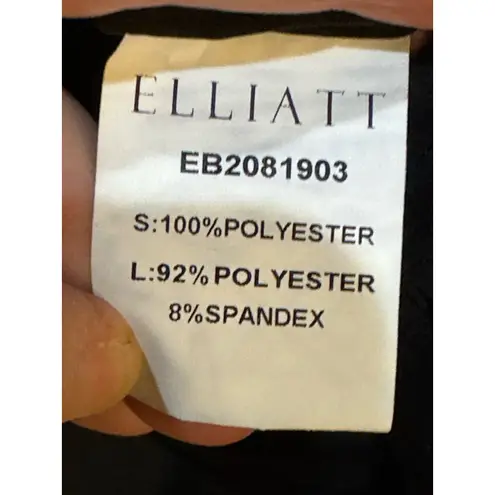 ELLIATT
EB2081903
S:100%POLYESTER
L:92%POLYESTER
8%SPANDEX